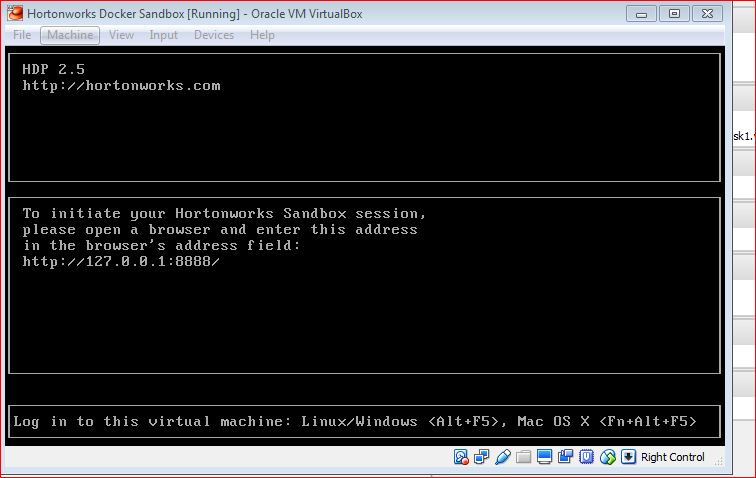 Hortonworks Docker Sandbox [Running] - Oracle VM VirtualBox
File Machine View Input Devices Help
HDP 2.5
http://hortonworks.com
sk1.v
To initiate your Hortonworks Sandbox session,
please open a browser and enter this address
in the browser's address field:
http://127.0.0.1:8888/
Log in to this virtual machine: Linux/Windows <Alt+F5>, Mac OS X <Fn+Alt+F5>
Right Control